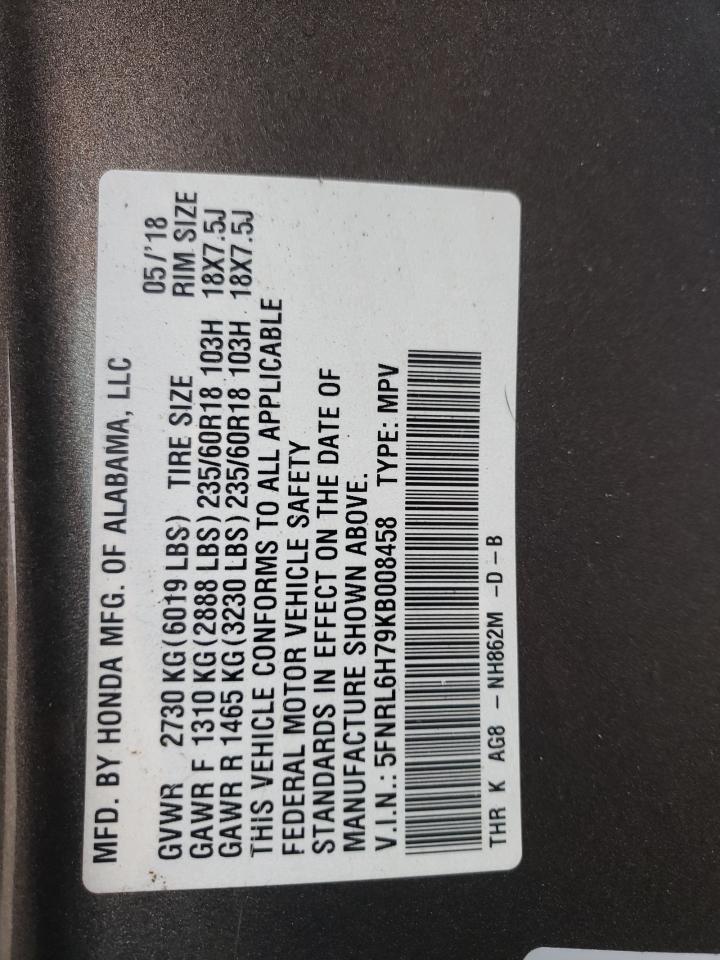 MFD. BY HONDA MFG. OF ALABAMA, LLC 05/'18
GVWR 2730 KG(6019 LBS) TIRE SIZE RIM SIZE
GAWR F 1310 KG(2888 LBS)235/60R18 103H 18X7.5J
GAWR R 1465 KG(3230 LBS)235/60R18 103H 18X7.5J
THIS VEHICLE CONFORMS TO ALL APPLICABLE
FEDERAL MOTOR VEHICLE SAFETY
STANDARDS IN EFFECT ON THE DATE OF
MANUFACTURE SHOWN ABOVE.
V.I.N.: 5FNRL6H79KB008458 TYPE: MPV
THR K AG8 - NH862M -D-B